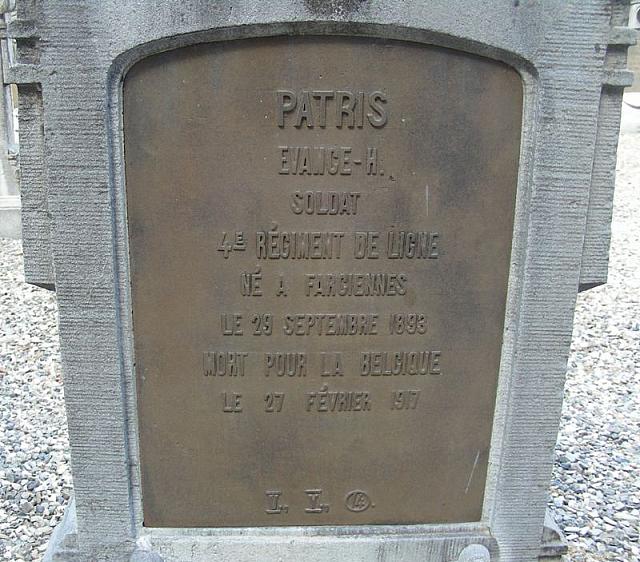 PATRIS
EVANCE-H.
SOLDAT
4E RÉGIMENT DE LIGNE
NÉ A FARCIENNES
LE 29 SEPTEMBRE 1893
MORT POUR LA BELGIQUE
LE 27 FÉVRIER 1917
I. V. 4.